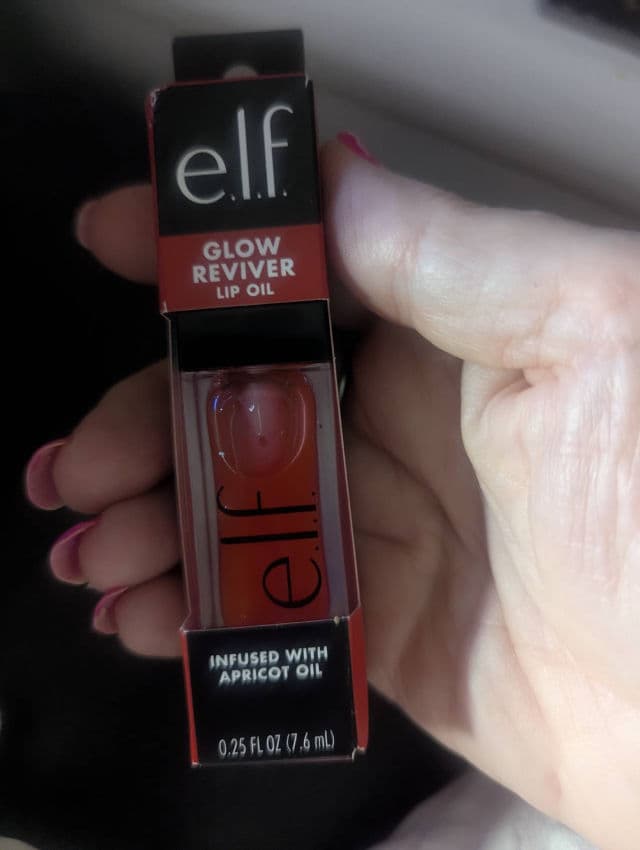 e.l.f.
GLOW
REVIVER
LIP OIL
e.l.f.
INFUSED WITH
APRICOT OIL
0.25 FL OZ (7.6 mL)